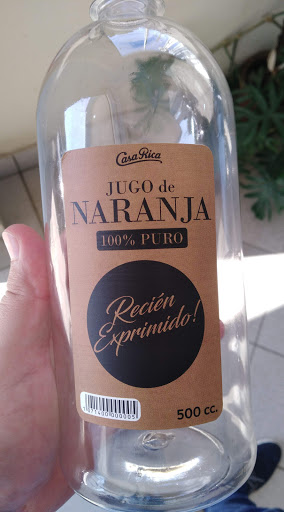 Casa Rica
JUGO de
NARANJA
100% PURO
Recién
Exprimido!
500 cc.